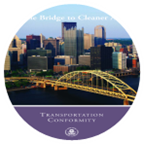 Bridge to Cleaner
TRANSPORTATION
CONFORMITY